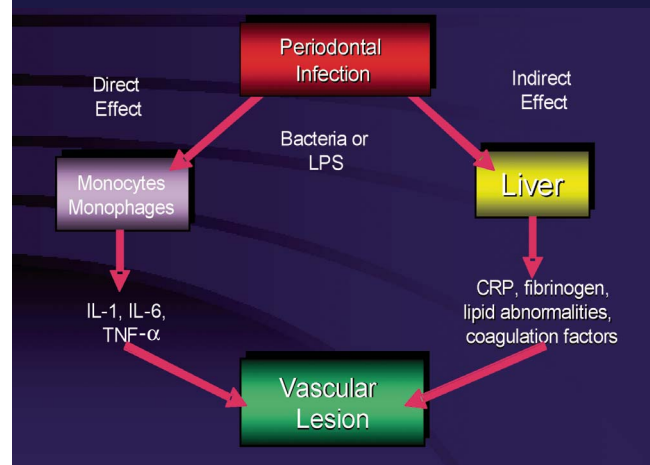 Periodontal
Infection
Direct
Effect
Indirect
Effect
Bacteria or
LPS
Monocytes
Monophages
Liver
IL-1, IL-6,
TNF-α
CRP, fibrinogen,
lipid abnormalities,
coagulation factors
Vascular
Lesion